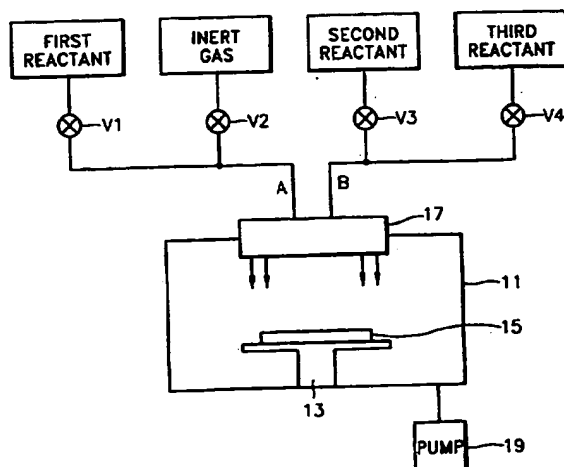 FIRST
REACTANT
INERT
GAS
SECOND
REACTANT
THIRD
REACTANT
V1
V2
V3
V4
A
B
17
11
15
13
PUMP
19